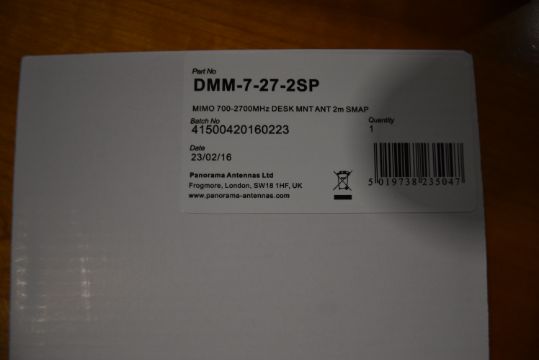 Part No
DMM-7-27-2SP
MIMO 700-2700MHz DESK MNT ANT 2m SMAP
Batch No
41500420160223
Quantity
1
Date
23/02/16
Panorama Antennas Ltd
Frogmore, London, SW18 1HF, UK
www.panorama-antennas.com
5 019738 235047